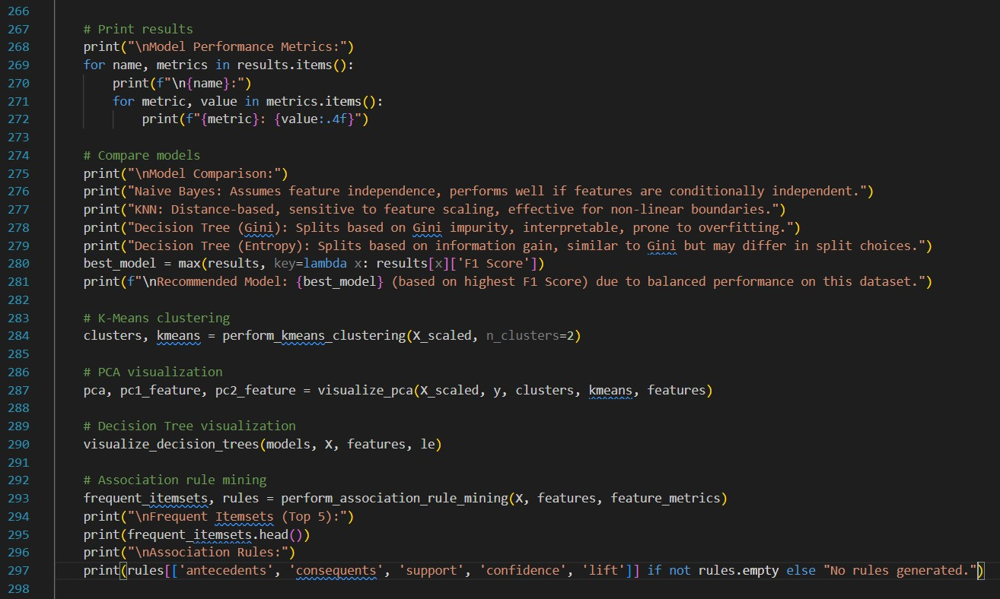 266
267 # Print results
268 print("\nModel Performance Metrics:")
269 for name, metrics in results.items():
270     print(f"\n{name}:")
271     for metric, value in metrics.items():
272         print(f"{metric}: {value:.4f}")
273
274 # Compare models
275 print("\nModel Comparison:")
276 print("Naive Bayes: Assumes feature independence, performs well if features are conditionally independent.")
277 print("KNN: Distance-based, sensitive to feature scaling, effective for non-linear boundaries.")
278 print("Decision Tree (Gini): Splits based on Gini impurity, interpretable, prone to overfitting.")
279 print("Decision Tree (Entropy): Splits based on information gain, similar to Gini but may differ in split choices.")
280 best_model = max(results, key=lambda x: results[x]['F1 Score'])
281 print(f"\nRecommended Model: {best_model} (based on highest F1 Score) due to balanced performance on this dataset.")
282
283 # K-Means clustering
284 clusters, kmeans = perform_kmeans_clustering(X_scaled, n_clusters=2)
285
286 # PCA visualization
287 pca, pc1_feature, pc2_feature = visualize_pca(X_scaled, y, clusters, kmeans, features)
288
289 # Decision Tree visualization
290 visualize_decision_trees(models, X, features, le)
291
292 # Association rule mining
293 frequent_itemsets, rules = perform_association_rule_mining(X, features, feature_metrics)
294 print("\nFrequent Itemsets (Top 5):")
295 print(frequent_itemsets.head())
296 print("\nAssociation Rules:")
297 print(rules[['antecedents', 'consequents', 'support', 'confidence', 'lift']] if not rules.empty else "No rules generated.")
298